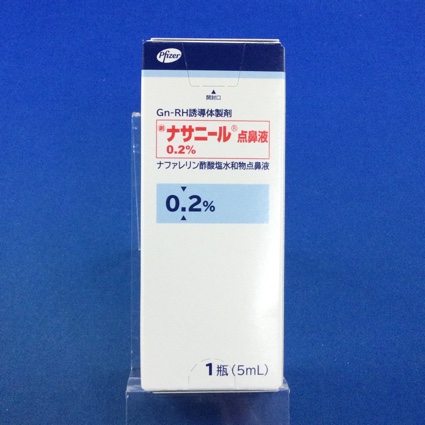 Pfizer
開封口
Gn-RH誘導体製剤
劇 ナサニール®点鼻液
0.2%
ナファレリン酢酸塩水和物点鼻液
0.2%
1瓶(5mL)